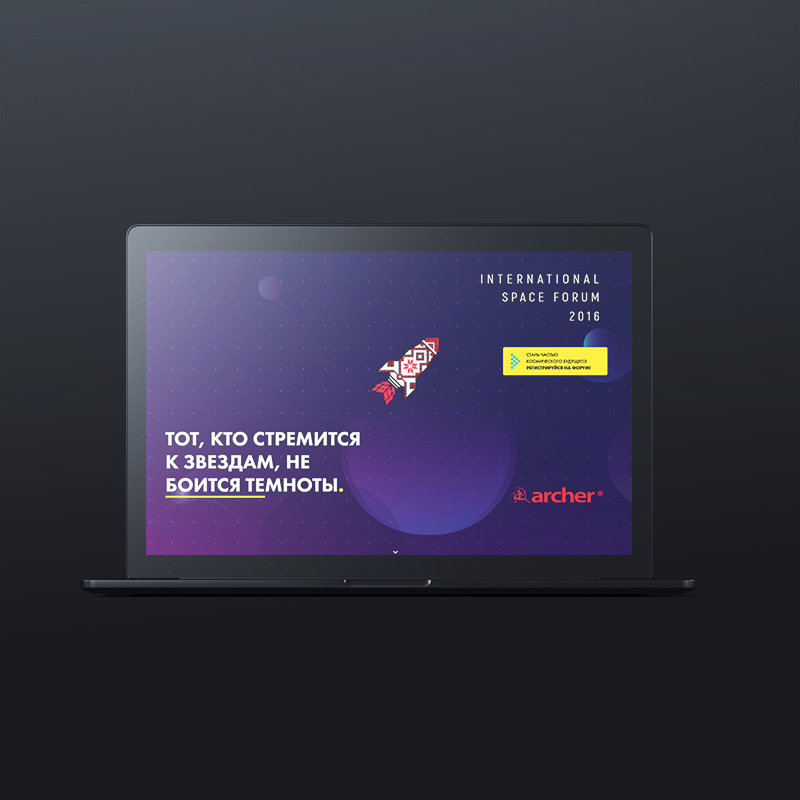 INTERNATIONAL
SPACE FORUM
2016
СТАНЬ ЧАСТЬЮ
КОСМИЧЕСКОГО БУДУЩЕГО!
РЕГИСТРИРУЙСЯ НА ФОРУМ!
ТОТ, КТО СТРЕМИТСЯ
К ЗВЕЗДАМ, НЕ
БОИТСЯ ТЕМНОТЫ.
archer®